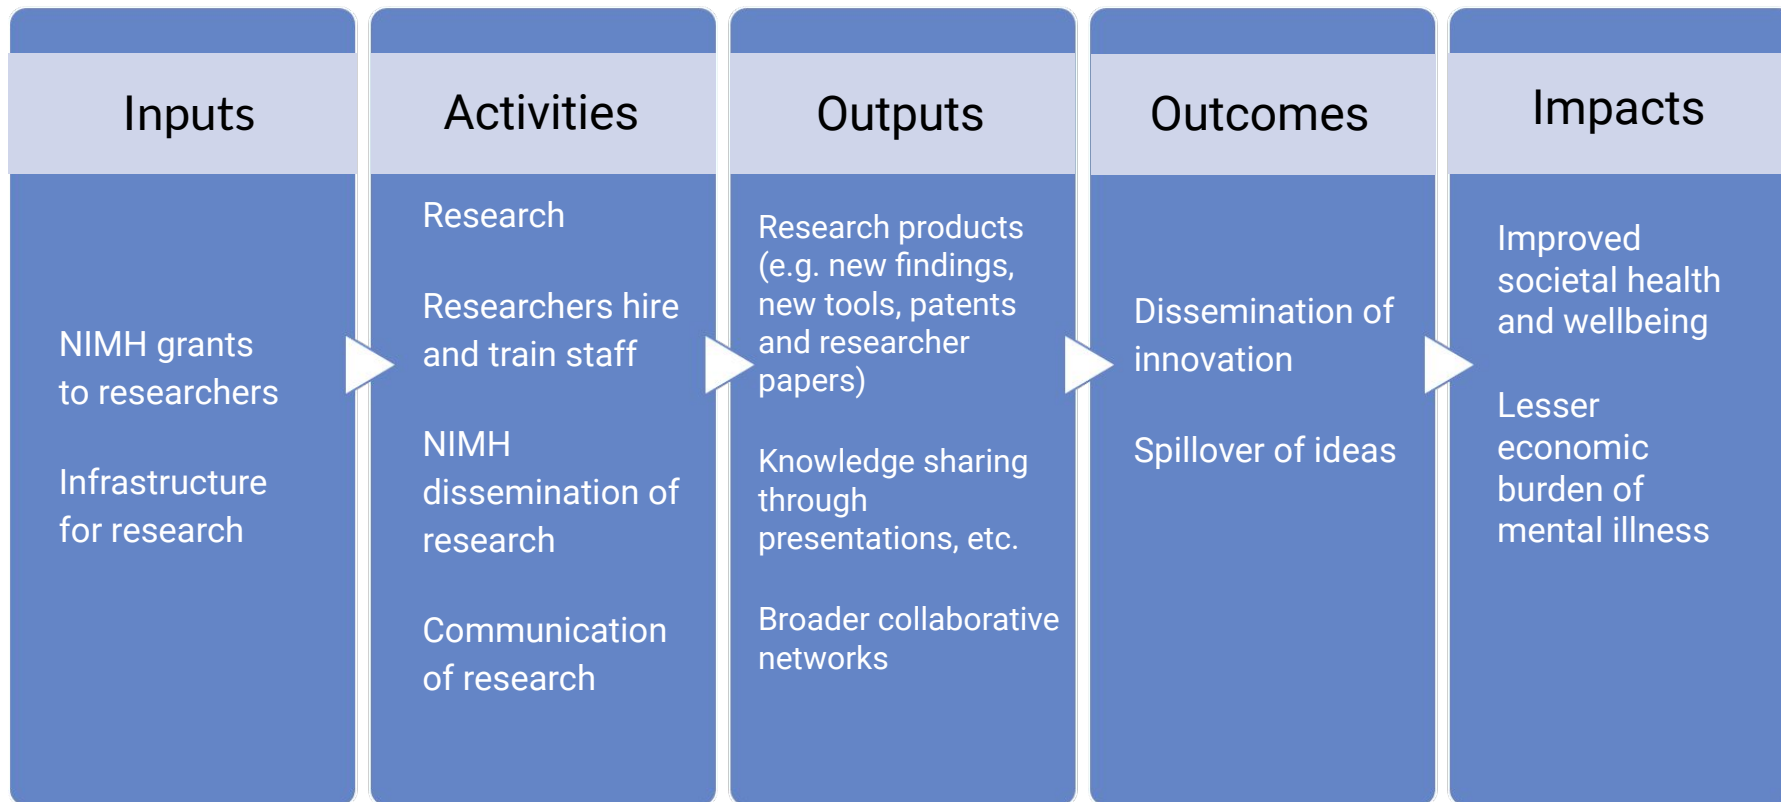 Inputs
NIMH grants
to researchers
Infrastructure
for research
Activities
Research
Researchers hire
and train staff
NIMH
dissemination of
research
Communication
of research
Outputs
Research products
(e.g. new findings,
new tools, patents
and researcher
papers)
Knowledge sharing
through
presentations, etc.
Broader collaborative
networks
Outcomes
Dissemination of
innovation
Spillover of ideas
Impacts
Improved
societal health
and wellbeing
Lesser
economic
burden of
mental illness